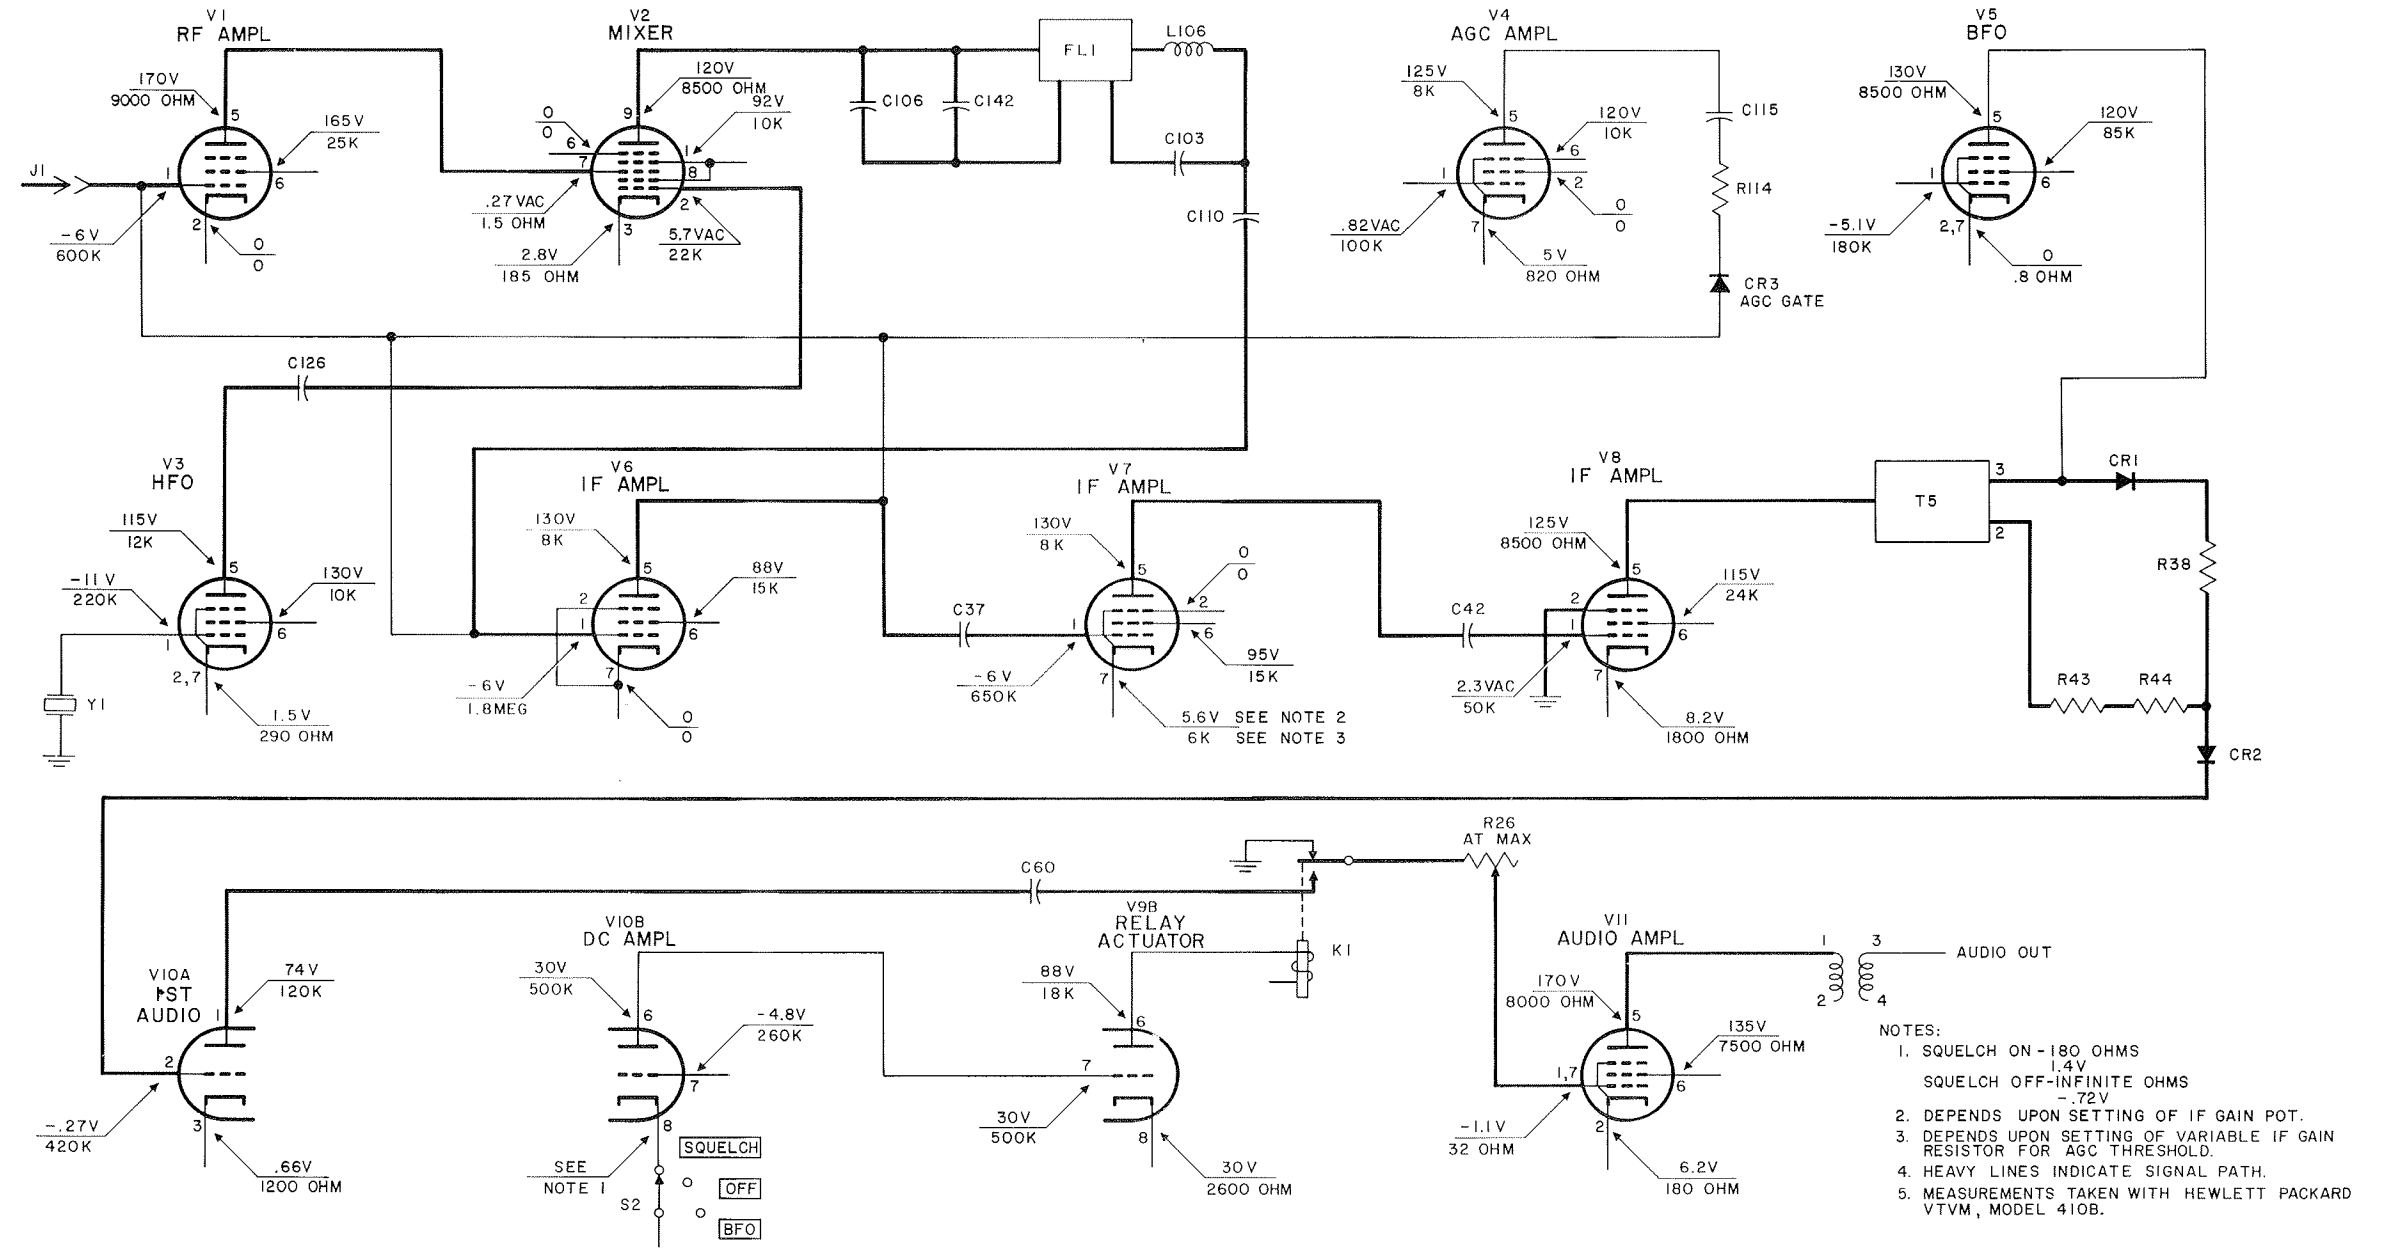 V1
RF AMPL
170V
9000 OHM
5
165V
25K
J1
1
6
-6V
600K
2
0
0
V2
MIXER
120V
8500 OHM
9
92V
10K
0
0
6
7
1
8
.27 VAC
1.5 OHM
2
3
5.7VAC
22K
2.8V
185 OHM
C106
C142
FL1
L106
C103
C110
V4
AGC AMPL
125V
8K
5
120V
10K
6
1
2
.82VAC
100K
7
0
0
5V
820 OHM
C115
R114
CR3
AGC GATE
V5
BFO
130V
8500 OHM
5
120V
85K
1
6
-5.1V
180K
2,7
0
.8 OHM
C126
V3
HFO
115V
12K
5
-11V
220K
130V
10K
1
6
2,7
Y1
1.5V
290 OHM
V6
IF AMPL
130V
8K
5
88V
15K
2
1
6
7
-6V
1.8MEG
0
0
V7
IF AMPL
130V
8K
5
0
0
C37
1
2
6
-6V
650K
7
95V
15K
5.6V SEE NOTE 2
6K SEE NOTE 3
V8
IF AMPL
125V
8500 OHM
5
115V
24K
C42
2
1
6
2.3VAC
50K
7
8.2V
1800 OHM
T5
3
2
CR1
R38
R43
R44
CR2
R26
AT MAX
C60
V10A
1ST
AUDIO
74V
120K
1
2
-.27V
420K
3
.66V
1200 OHM
V10B
DC AMPL
30V
500K
6
-4.8V
260K
7
8
SEE
NOTE 1
S2
SQUELCH
OFF
BFO
V9B
RELAY
ACTUATOR
88V
18K
6
7
30V
500K
8
30V
2600 OHM
K1
V11
AUDIO AMPL
170V
8000 OHM
5
135V
7500 OHM
1,7
6
-1.1V
32 OHM
2
6.2V
180 OHM
1
3
AUDIO OUT
2
4
NOTES:
1. SQUELCH ON-180 OHMS
1.4V
SQUELCH OFF-INFINITE OHMS
-.72V
2. DEPENDS UPON SETTING OF IF GAIN POT.
3. DEPENDS UPON SETTING OF VARIABLE IF GAIN
RESISTOR FOR AGC THRESHOLD.
4. HEAVY LINES INDICATE SIGNAL PATH.
5. MEASUREMENTS TAKEN WITH HEWLETT PACKARD
VTVM, MODEL 410B.